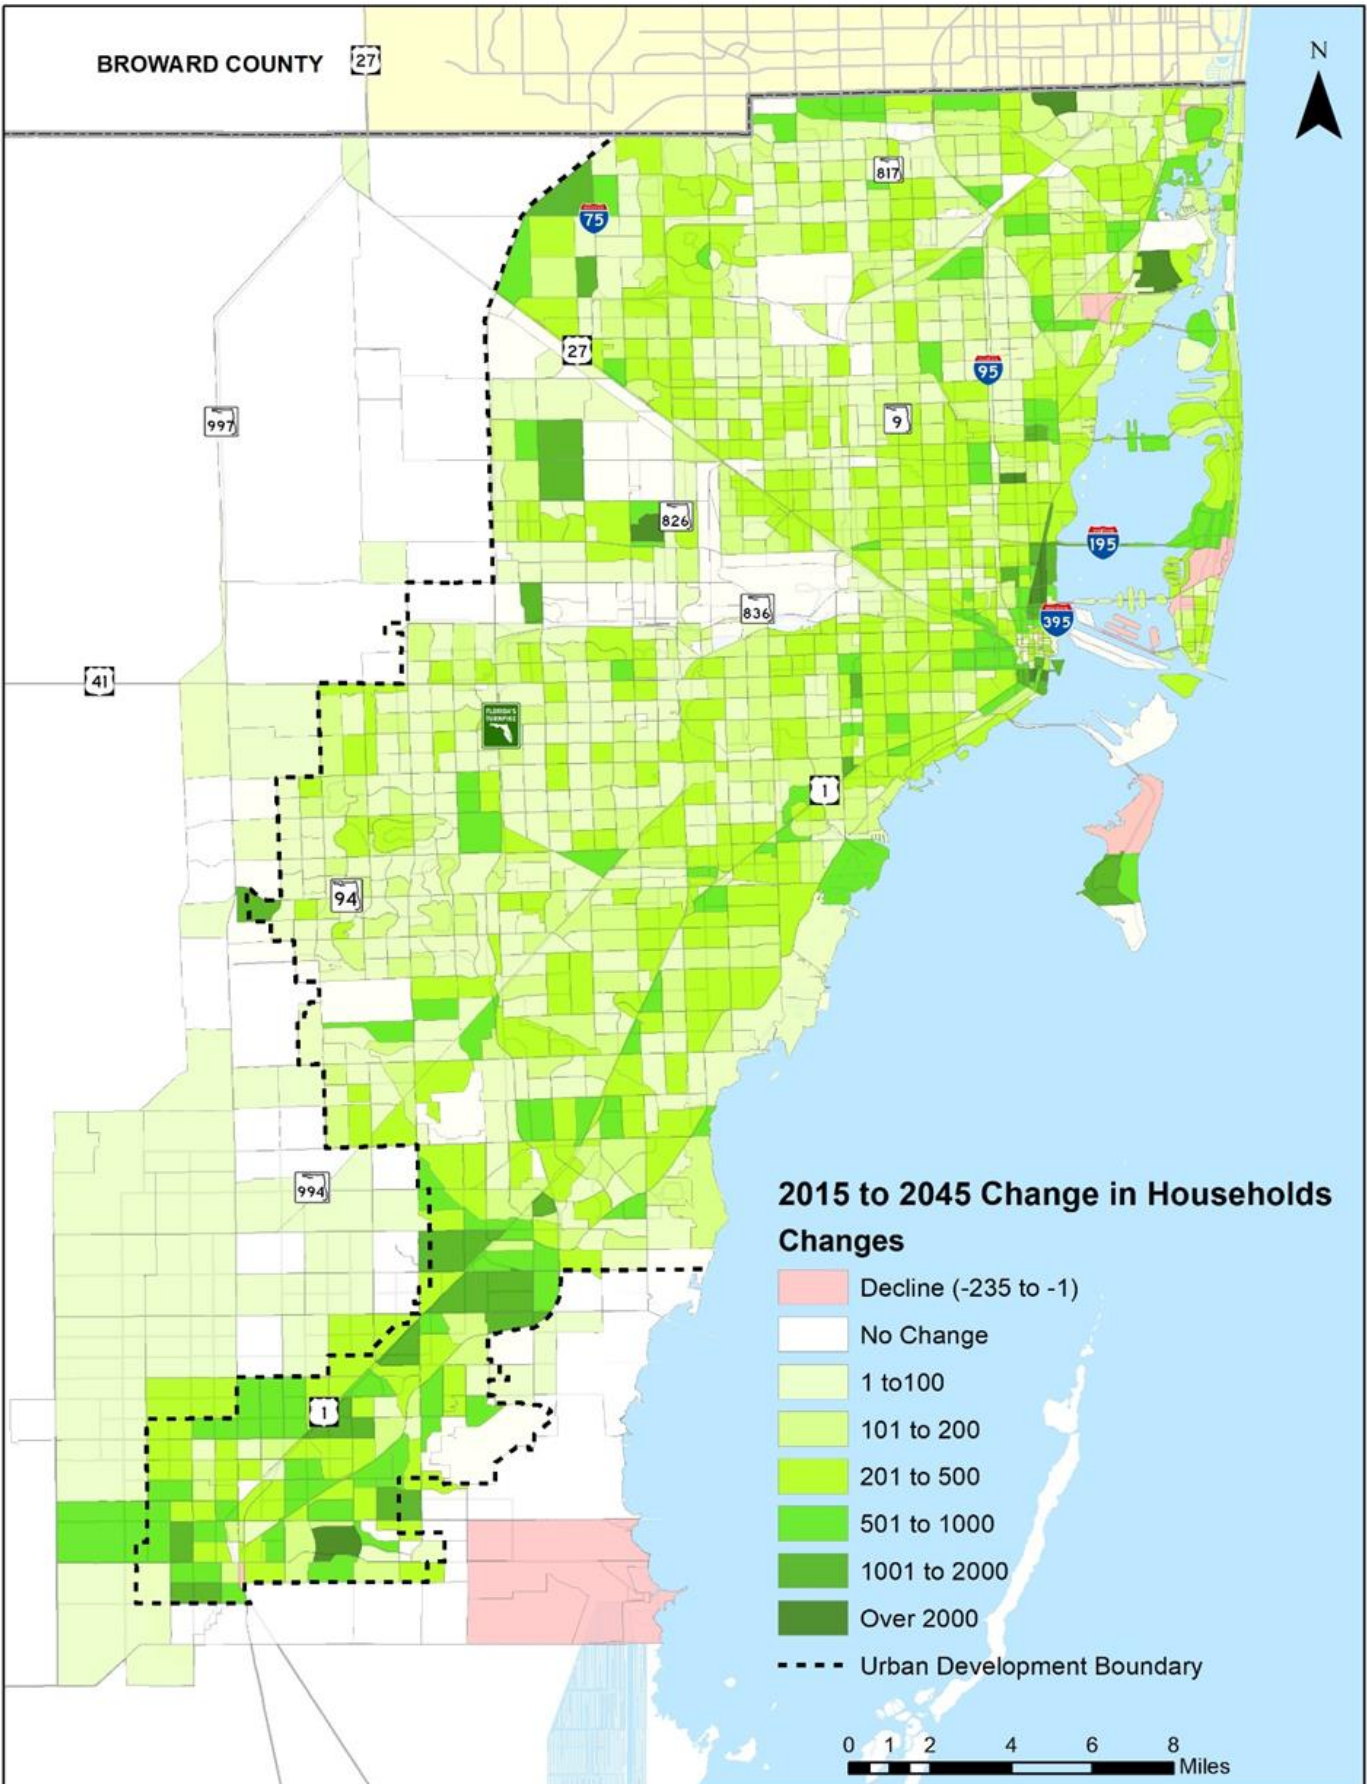 BROWARD COUNTY
27
N
817
75
27
95
997
9
826
195
836
395
41
FLORIDA'S
TURNPIKE
1
94
994
1
2015 to 2045 Change in Households
Changes
Decline (-235 to -1)
No Change
1 to100
101 to 200
201 to 500
501 to 1000
1001 to 2000
Over 2000
Urban Development Boundary
0 1 2 4 6 8
Miles